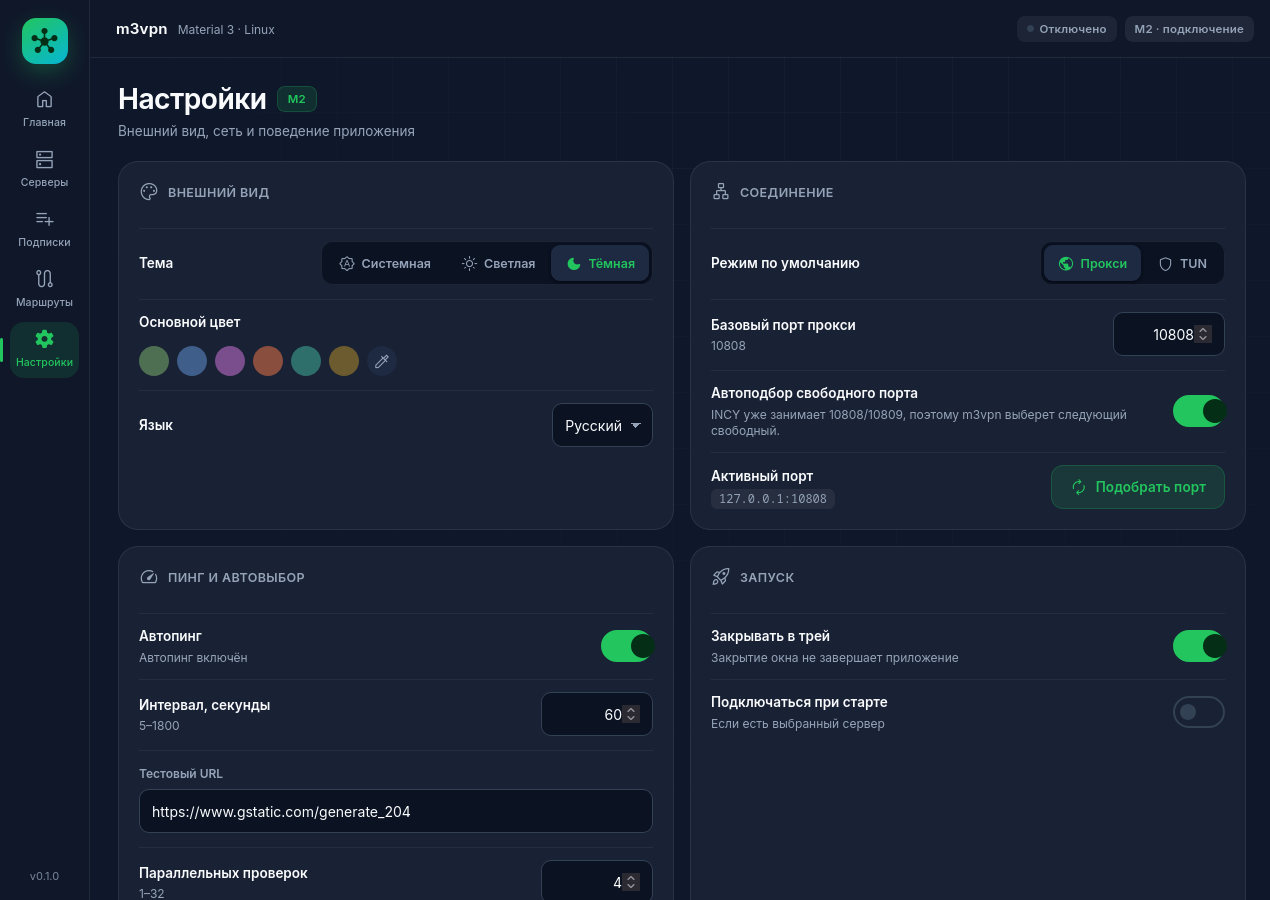 m3vpn Material 3 · Linux
Отключено
M2 · подключение
Главная
Серверы
Подписки
Маршруты
Настройки
v0.1.0
Настройки M2
Внешний вид, сеть и поведение приложения
ВНЕШНИЙ ВИД
Тема
Системная
Светлая
Тёмная
Основной цвет
Язык
Русский
СОЕДИНЕНИЕ
Режим по умолчанию
Прокси
TUN
Базовый порт прокси
10808
10808
Автоподбор свободного порта
INCY уже занимает 10808/10809, поэтому m3vpn выберет следующий
свободный.
Активный порт
127.0.0.1:10808
Подобрать порт
ПИНГ И АВТОВЫБОР
Автопинг
Автопинг включён
Интервал, секунды
5–1800
60
Тестовый URL
https://www.gstatic.com/generate_204
Параллельных проверок
1–32
4
ЗАПУСК
Закрывать в трей
Закрытие окна не завершает приложение
Подключаться при старте
Если есть выбранный сервер